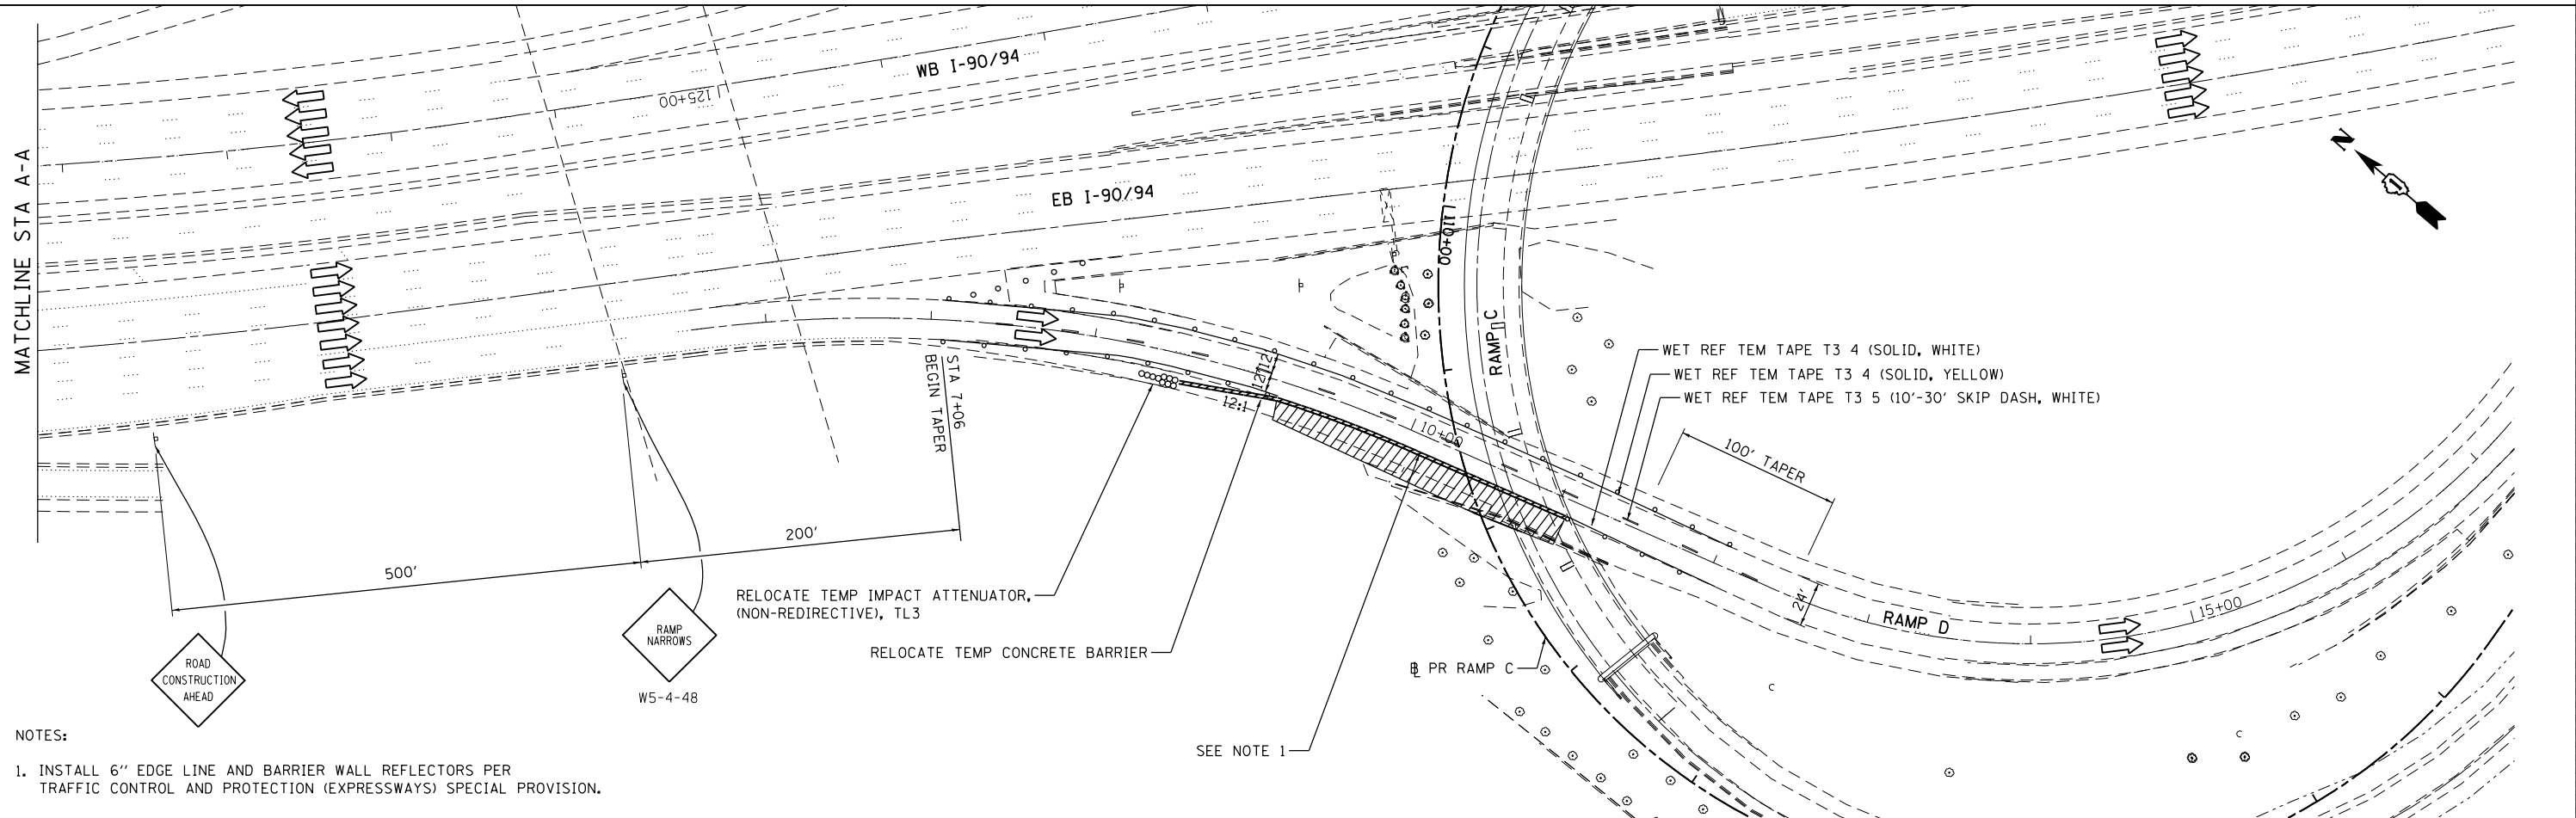 MATCHLINE STA A-A
WB I-90/94
125+00
EB I-90/94
N
110+00
RAMP C
STA 7+06
BEGIN TAPER
12'
12'
12:1
10+00
WET REF TEM TAPE T3 4 (SOLID, WHITE)
WET REF TEM TAPE T3 4 (SOLID, YELLOW)
WET REF TEM TAPE T3 5 (10'-30' SKIP DASH, WHITE)
100' TAPER
24'
RAMP D
15+00
500'
200'
RELOCATE TEMP IMPACT ATTENUATOR,
(NON-REDIRECTIVE), TL3
RELOCATE TEMP CONCRETE BARRIER
SEE NOTE 1
℄ PR RAMP C
ROAD
CONSTRUCTION
AHEAD
RAMP
NARROWS
W5-4-48
C
C
NOTES:
1. INSTALL 6" EDGE LINE AND BARRIER WALL REFLECTORS PER
TRAFFIC CONTROL AND PROTECTION (EXPRESSWAYS) SPECIAL PROVISION.